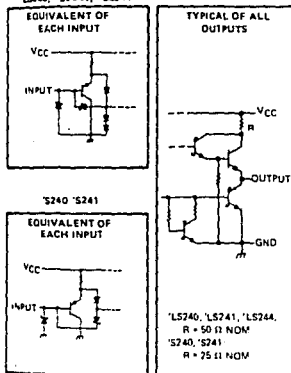 EQUIVALENT OF
EACH INPUT
VCC
INPUT
'S240 'S241
EQUIVALENT OF
EACH INPUT
VCC
INPUT
TYPICAL OF ALL
OUTPUTS
VCC
R
OUTPUT
GND
'LS240, 'LS241, 'LS244,
R = 50 Ω NOM
'S240, 'S241
R = 25 Ω NOM